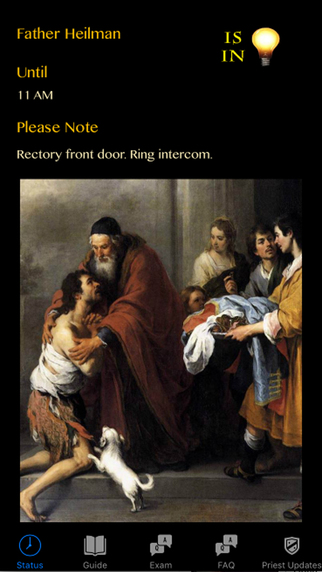 Father Heilman
IS
IN
Until
11 AM
Please Note
Rectory front door. Ring intercom.
Q A
Q A
Status
Guide
Exam
FAQ
Priest Updates